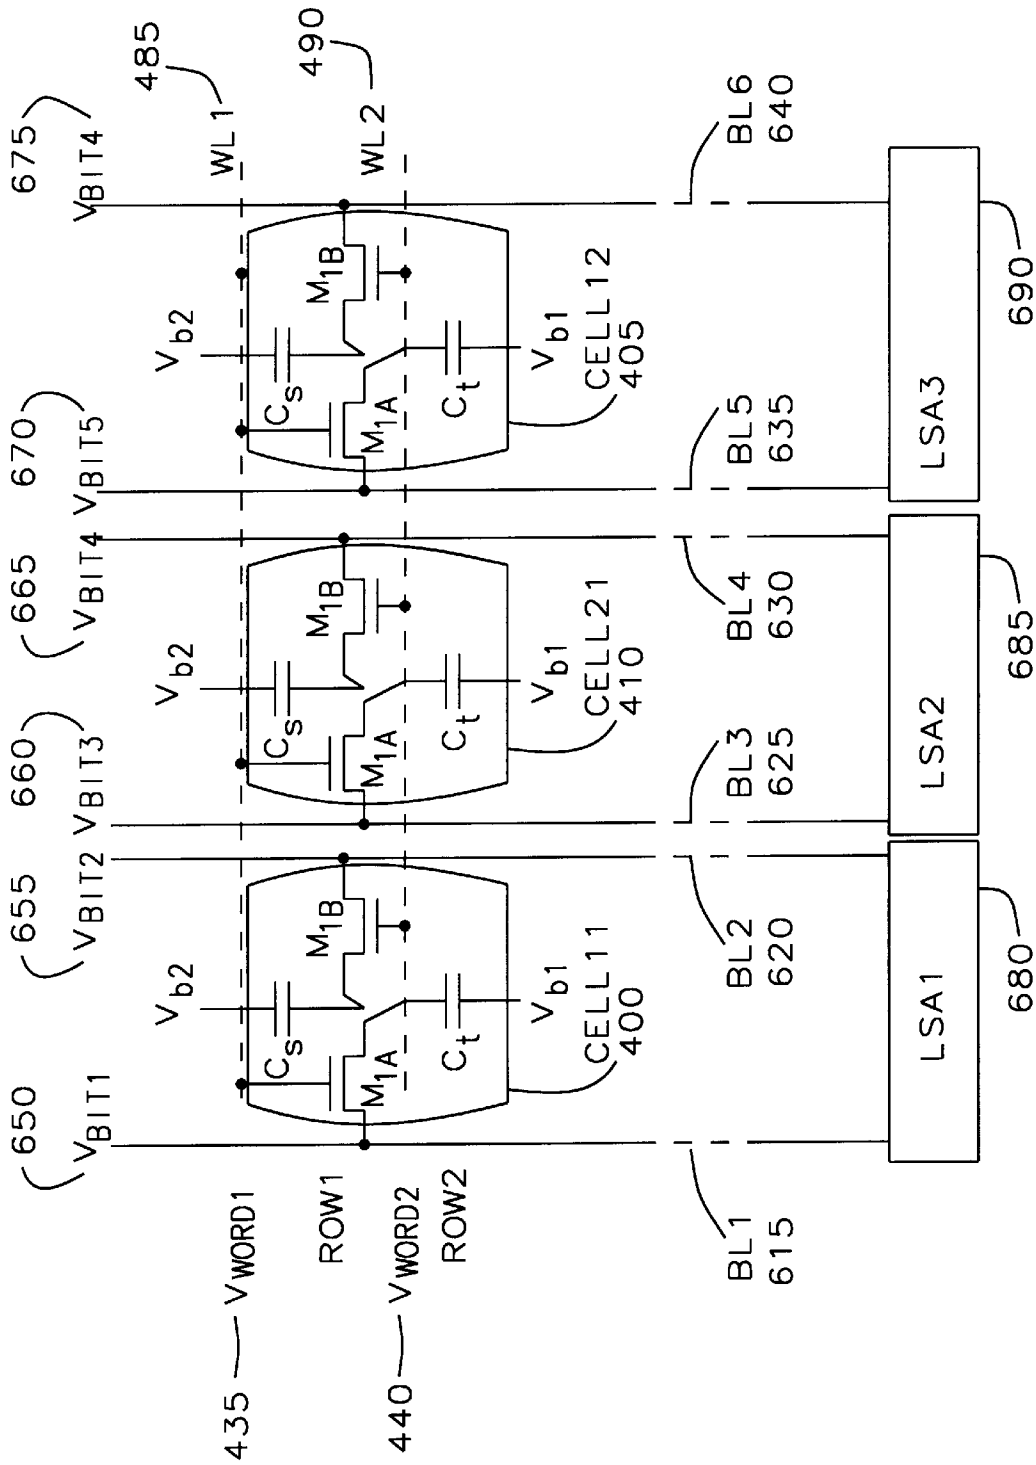 650
655
660
665
670
675
VBIT1
VBIT2
VBIT3
VBIT4
VBIT5
VBIT4
485
WL1
490
WL2
435
VWORD1
ROW1
440
VWORD2
ROW2
Vb2
Cs
M1A
M1B
Ct
Vb1
CELL11
400
Vb2
Cs
M1A
M1B
Ct
Vb1
CELL21
410
Vb2
Cs
M1A
M1B
Ct
Vb1
CELL12
405
BL1
615
BL2
620
BL3
625
BL4
630
BL5
635
BL6
640
LSA1
LSA2
LSA3
680
685
690